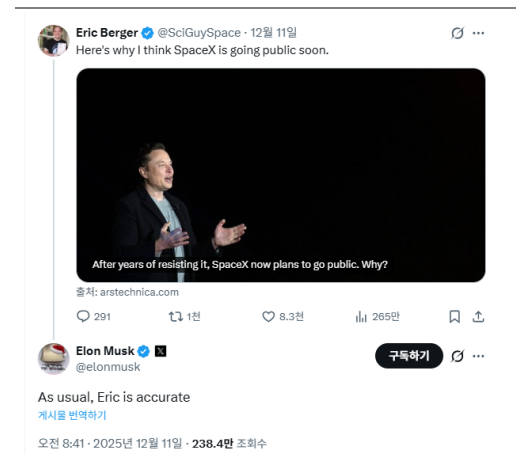 Eric Berger @SciGuySpace · 12월 11일
Here's why I think SpaceX is going public soon.
After years of resisting it, SpaceX now plans to go public. Why?
출처: arstechnica.com
291 1천 8.3천 265만
Elon Musk X
구독하기
@elonmusk
As usual, Eric is accurate
게시물 번역하기
오전 8:41 · 2025년 12월 11일 · 238.4만 조회수